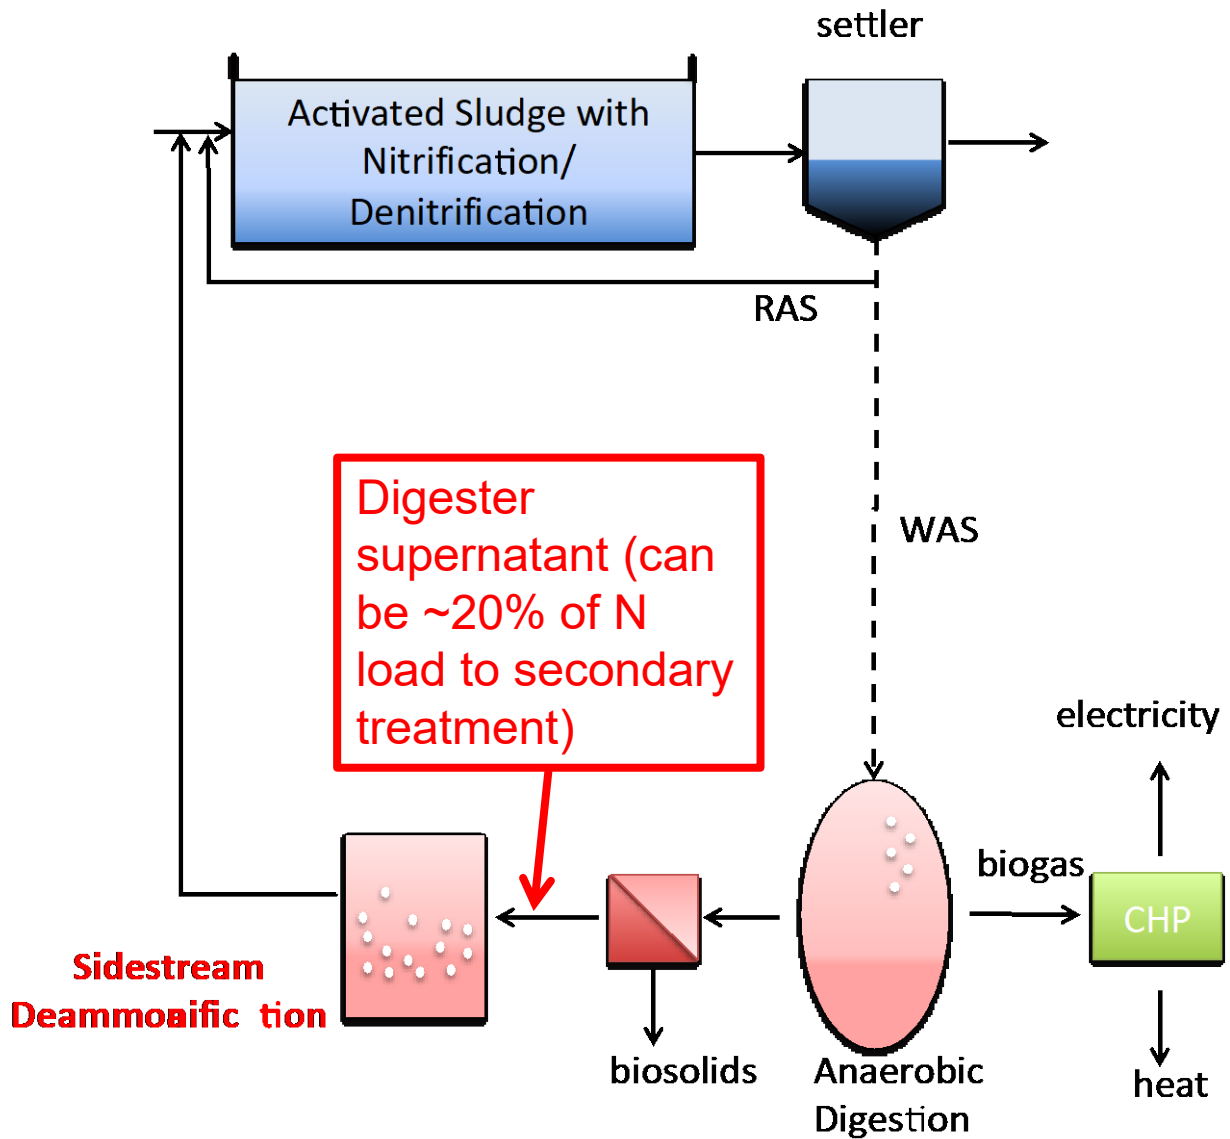 settler
Activated Sludge with
Nitrification/
Denitrification
RAS
Digester
supernatant (can
be ~20% of N
load to secondary
treatment)
WAS
electricity
biogas
CHP
Sidestream
Deammonification
biosolids
Anaerobic
Digestion
heat